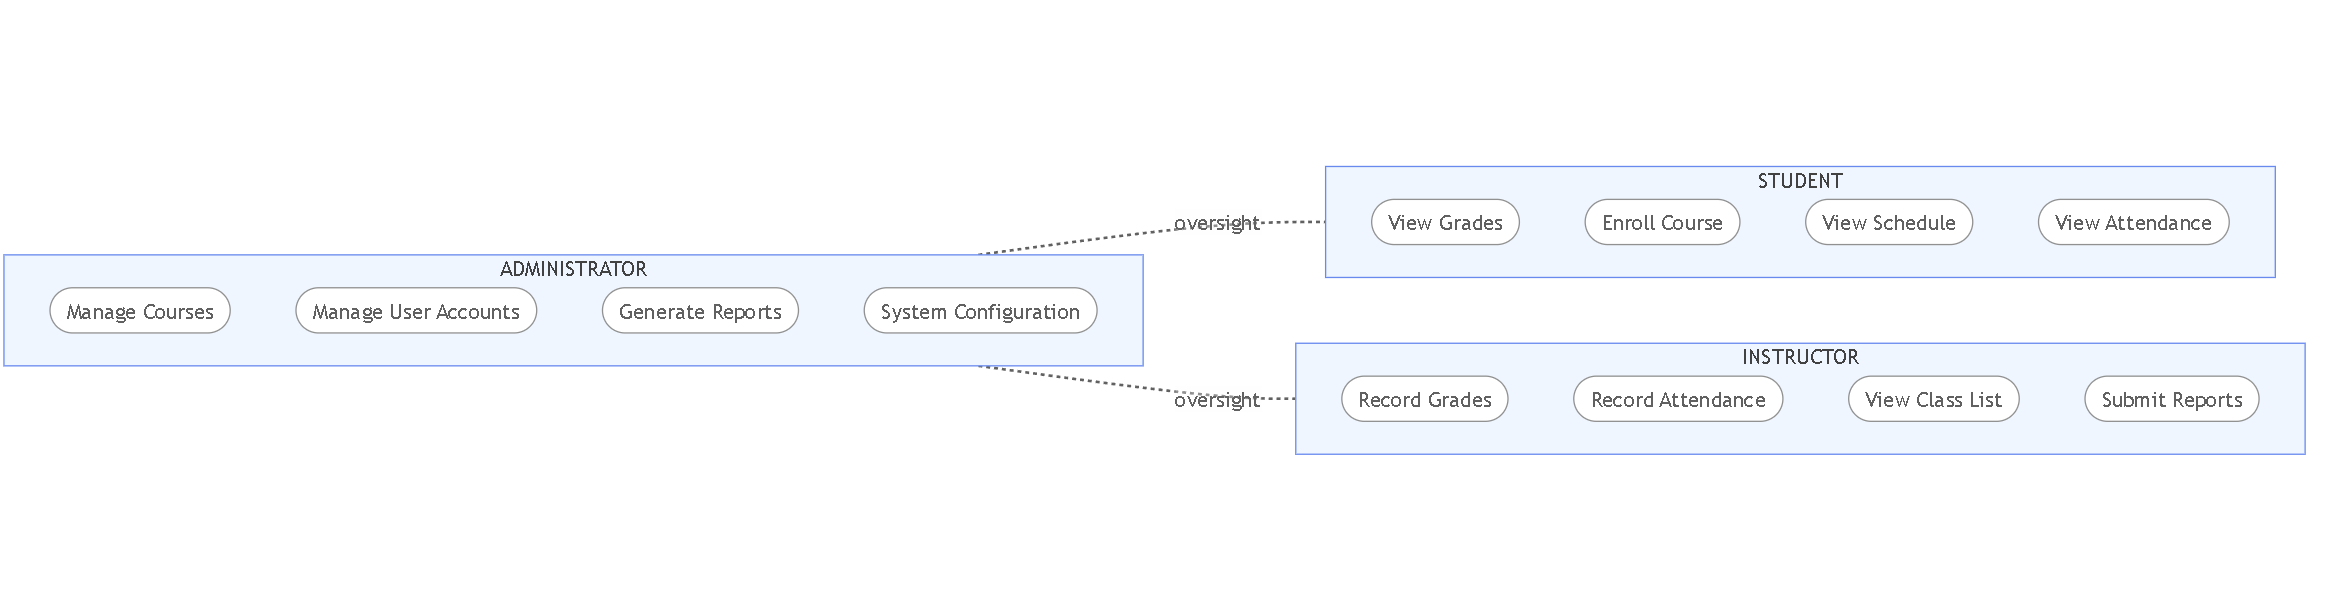 ADMINISTRATOR
Manage Courses
Manage User Accounts
Generate Reports
System Configuration
oversight
oversight
STUDENT
View Grades
Enroll Course
View Schedule
View Attendance
INSTRUCTOR
Record Grades
Record Attendance
View Class List
Submit Reports